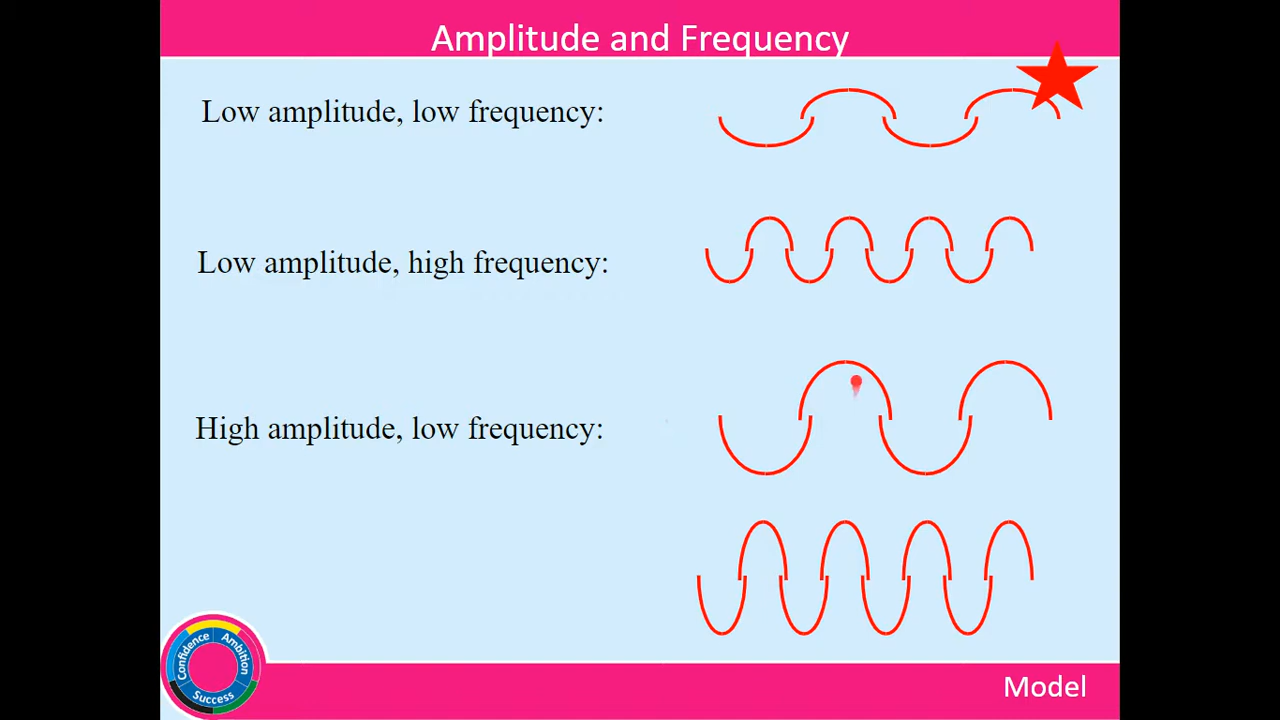 Amplitude and Frequency
Low amplitude, low frequency:
Low amplitude, high frequency:
High amplitude, low frequency:
Confidence
Ambition
Success
Model